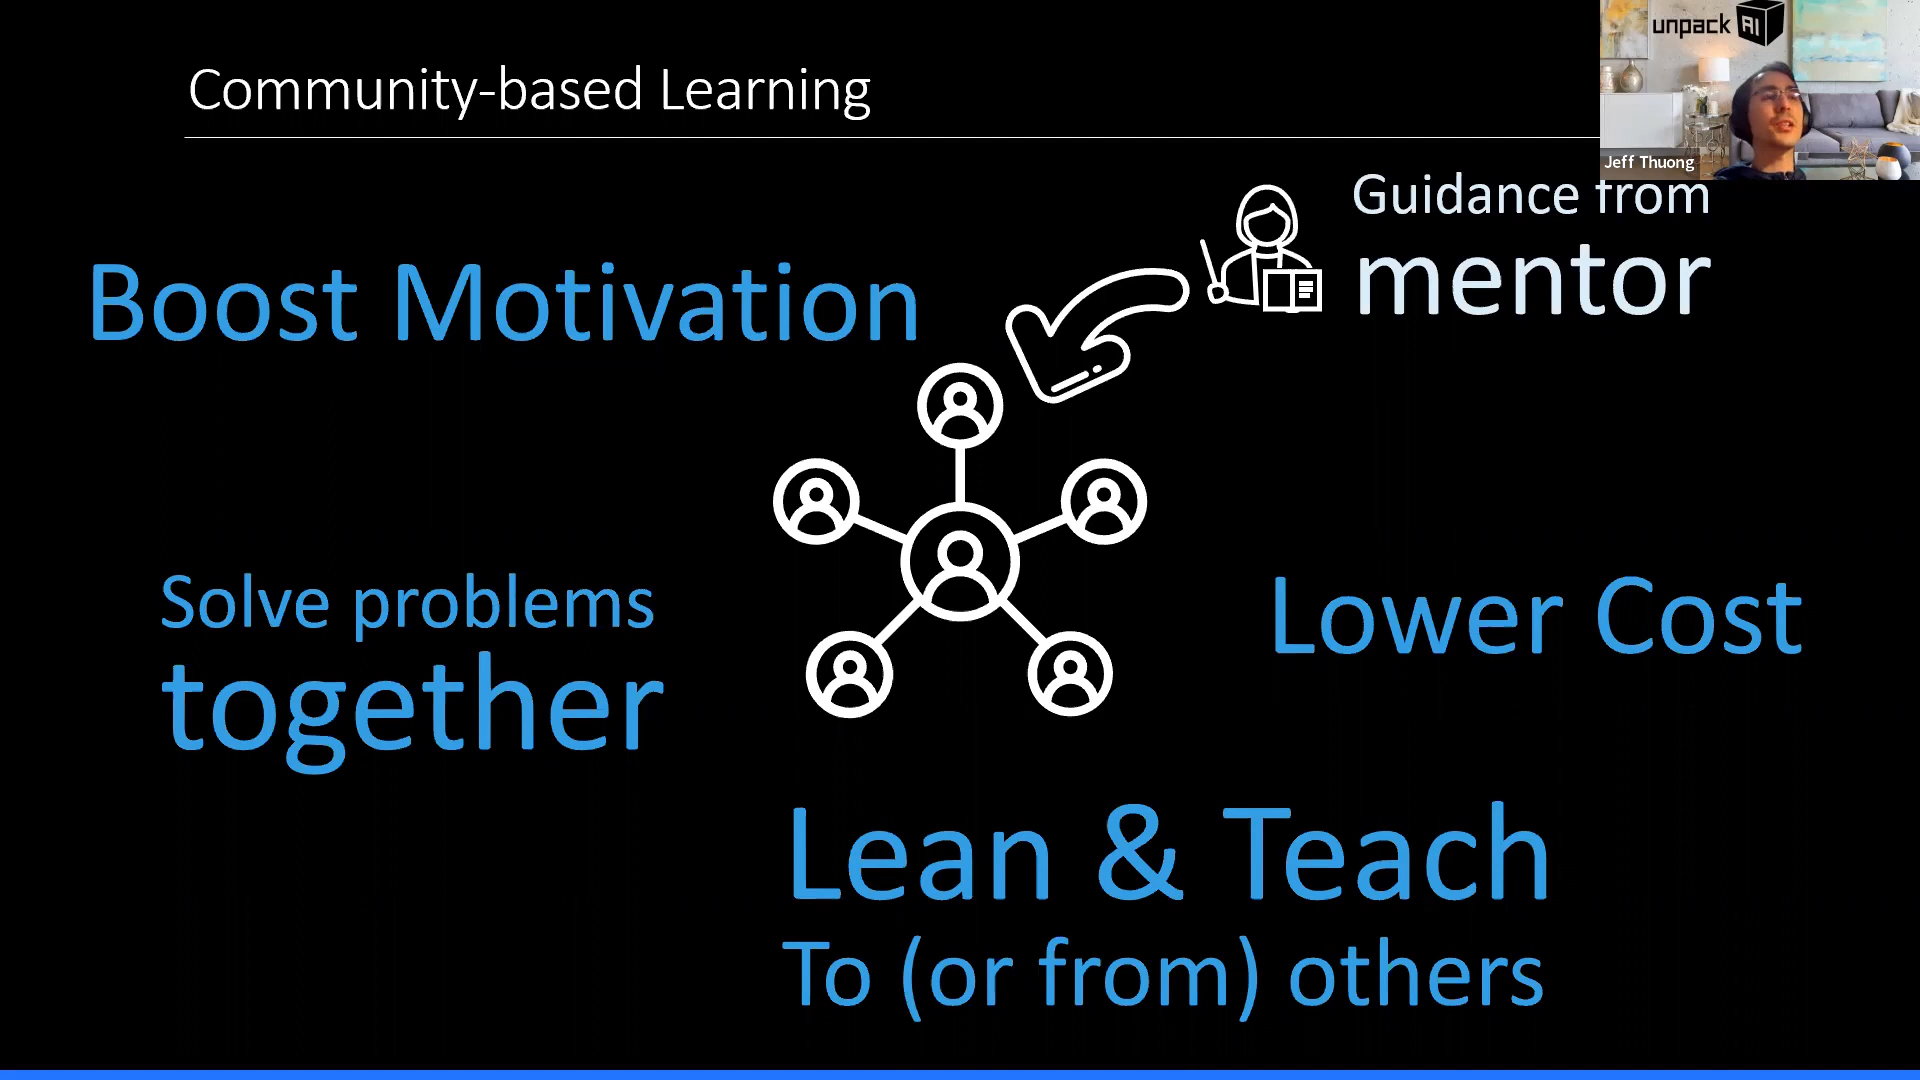 Community-based Learning
unpack AI
Jeff Thuong
Guidance from
mentor
Boost Motivation
Solve problems
together
Lower Cost
Lean & Teach
To (or from) others